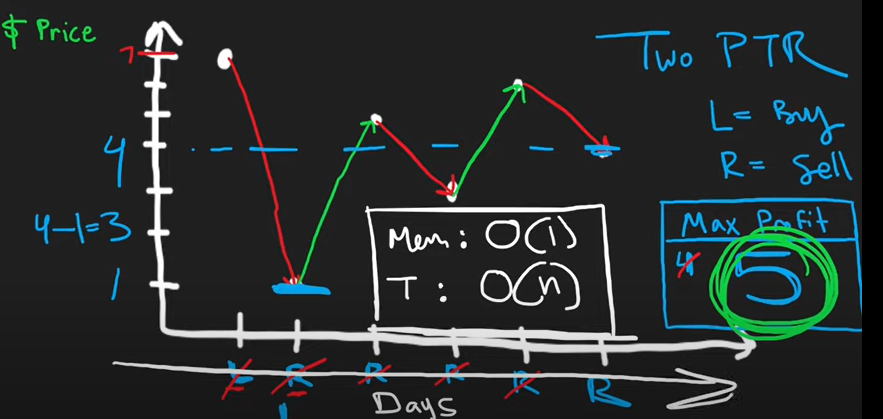 $ Price
Two PTR
7
L = Buy
4
R = Sell
4-1=3
Max Profit
Mem: O(1)
4
5
1
T: O(n)
L R R R R R
L
Days